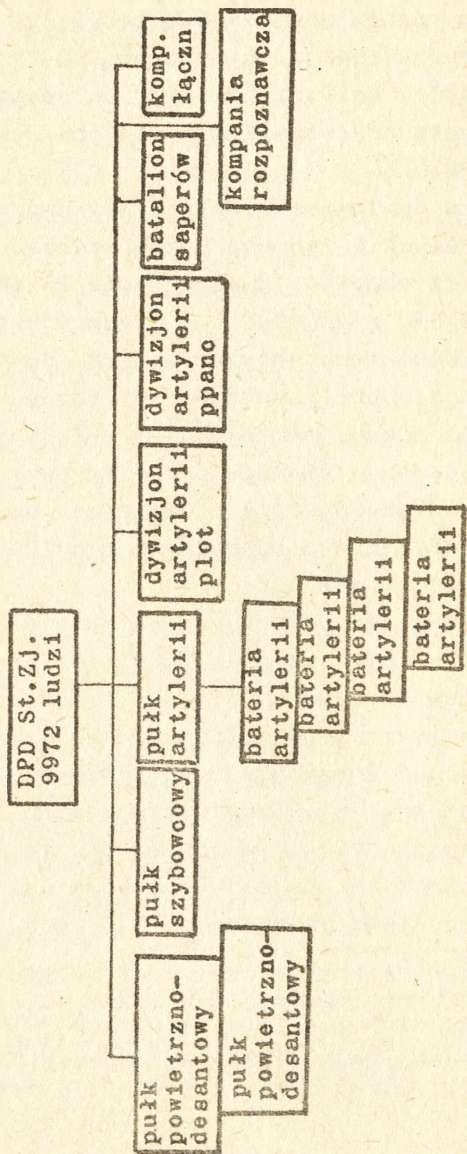 DPD St.Zj.
9972 ludzi
pułk
powietrzno-
desantowy
pułk
powietrzno-
desantowy
pułk
szybowcowy
pułk
artylerii
bateria
artylerii
bateria
artylerii
bateria
artylerii
bateria
artylerii
dywizjon
artylerii
plot
dywizjon
artylerii
ppanc
batalion
saperów
komp.
łączn
kompania
rozpoznawcza